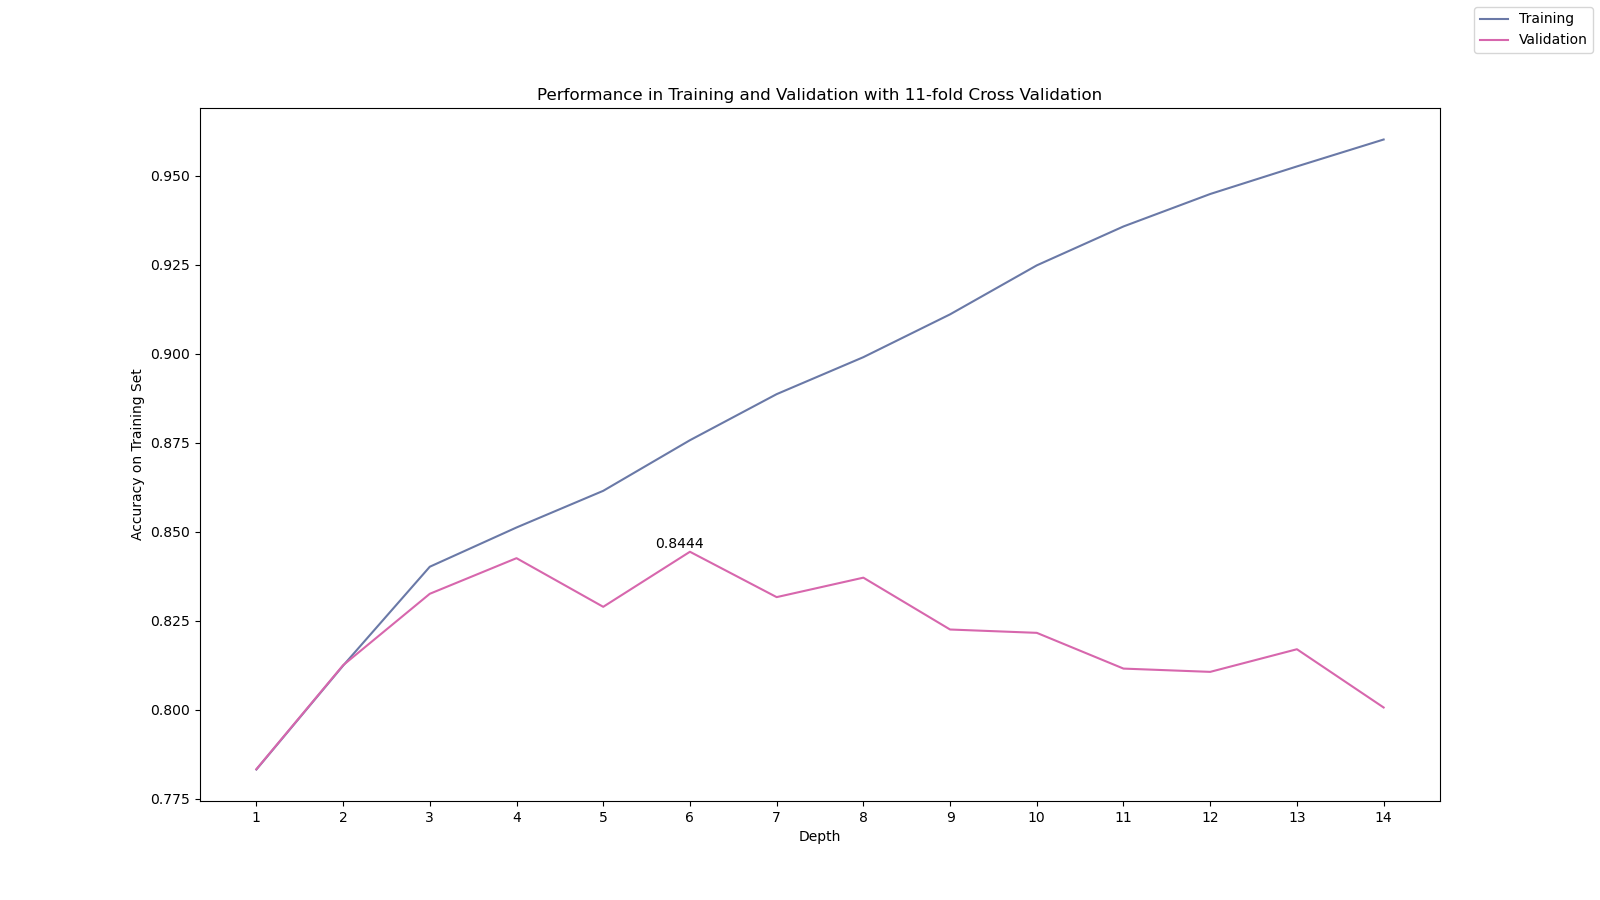 Training
Validation
Performance in Training and Validation with 11-fold Cross Validation
0.950
0.925
0.900
0.875
0.850
0.825
0.800
0.775
Accuracy on Training Set
0.8444
1 2 3 4 5 6 7 8 9 10 11 12 13 14
Depth